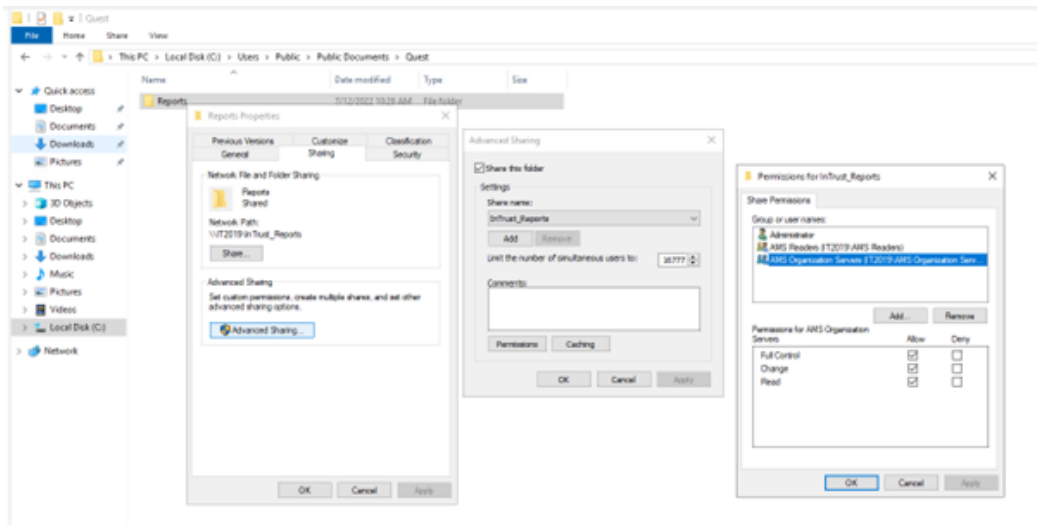 Quest
File Home Share View
This PC > Local Disk (C:) > Users > Public > Public Documents > Quest
Name Date modified Type Size
Quick access
Desktop
Documents
Downloads
Pictures
This PC
3D Objects
Desktop
Documents
Downloads
Music
Pictures
Videos
Local Disk (C:)
Network
Reports 7/12/2022 10:28 AM File folder
Reports Properties
Previous Versions Customize Classification
General Sharing Security
Network File and Folder Sharing
Reports
Shared
Network Path:
\\IT2019\InTrust_Reports
Share...
Advanced Sharing
Set custom permissions, create multiple shares, and set other
advanced sharing options.
Advanced Sharing...
OK Cancel Apply
Advanced Sharing
Share this folder
Settings
Share name:
InTrust_Reports
Add Remove
Limit the number of simultaneous users to: 16777
Comments:
Permissions Caching
OK Cancel Apply
Permissions for InTrust_Reports
Share Permissions
Group or user names:
Administrator
AMS Readers (IT2019\AMS Readers)
AMS Organization Servers (IT2019\AMS Organization Serv...
Add... Remove
Permissions for AMS Organization
Servers Allow Deny
Full Control
Change
Read
OK Cancel Apply